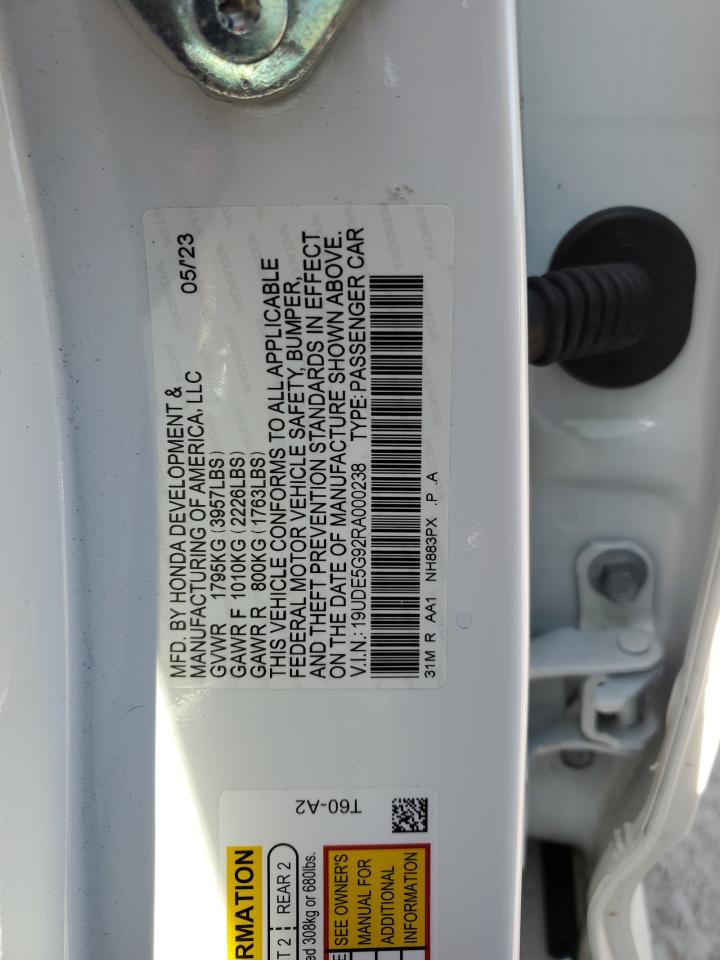 MFD. BY HONDA DEVELOPMENT &
MANUFACTURING OF AMERICA, LLC 05/'23
GVWR 1795KG (3957LBS)
GAWR F 1010KG (2226LBS)
GAWR R 800KG (1763LBS)
THIS VEHICLE CONFORMS TO ALL APPLICABLE
FEDERAL MOTOR VEHICLE SAFETY, BUMPER,
AND THEFT PREVENTION STANDARDS IN EFFECT
ON THE DATE OF MANUFACTURE SHOWN ABOVE.
V.I.N.: 19UDE5G92RA000238 TYPE: PASSENGER CAR
31M R AA1 NH883PX .P .A
T60-A2
RMATION
T 2 REAR 2
ed 308kg or 680lbs.
E SEE OWNER'S
MANUAL FOR
ADDITIONAL
INFORMATION